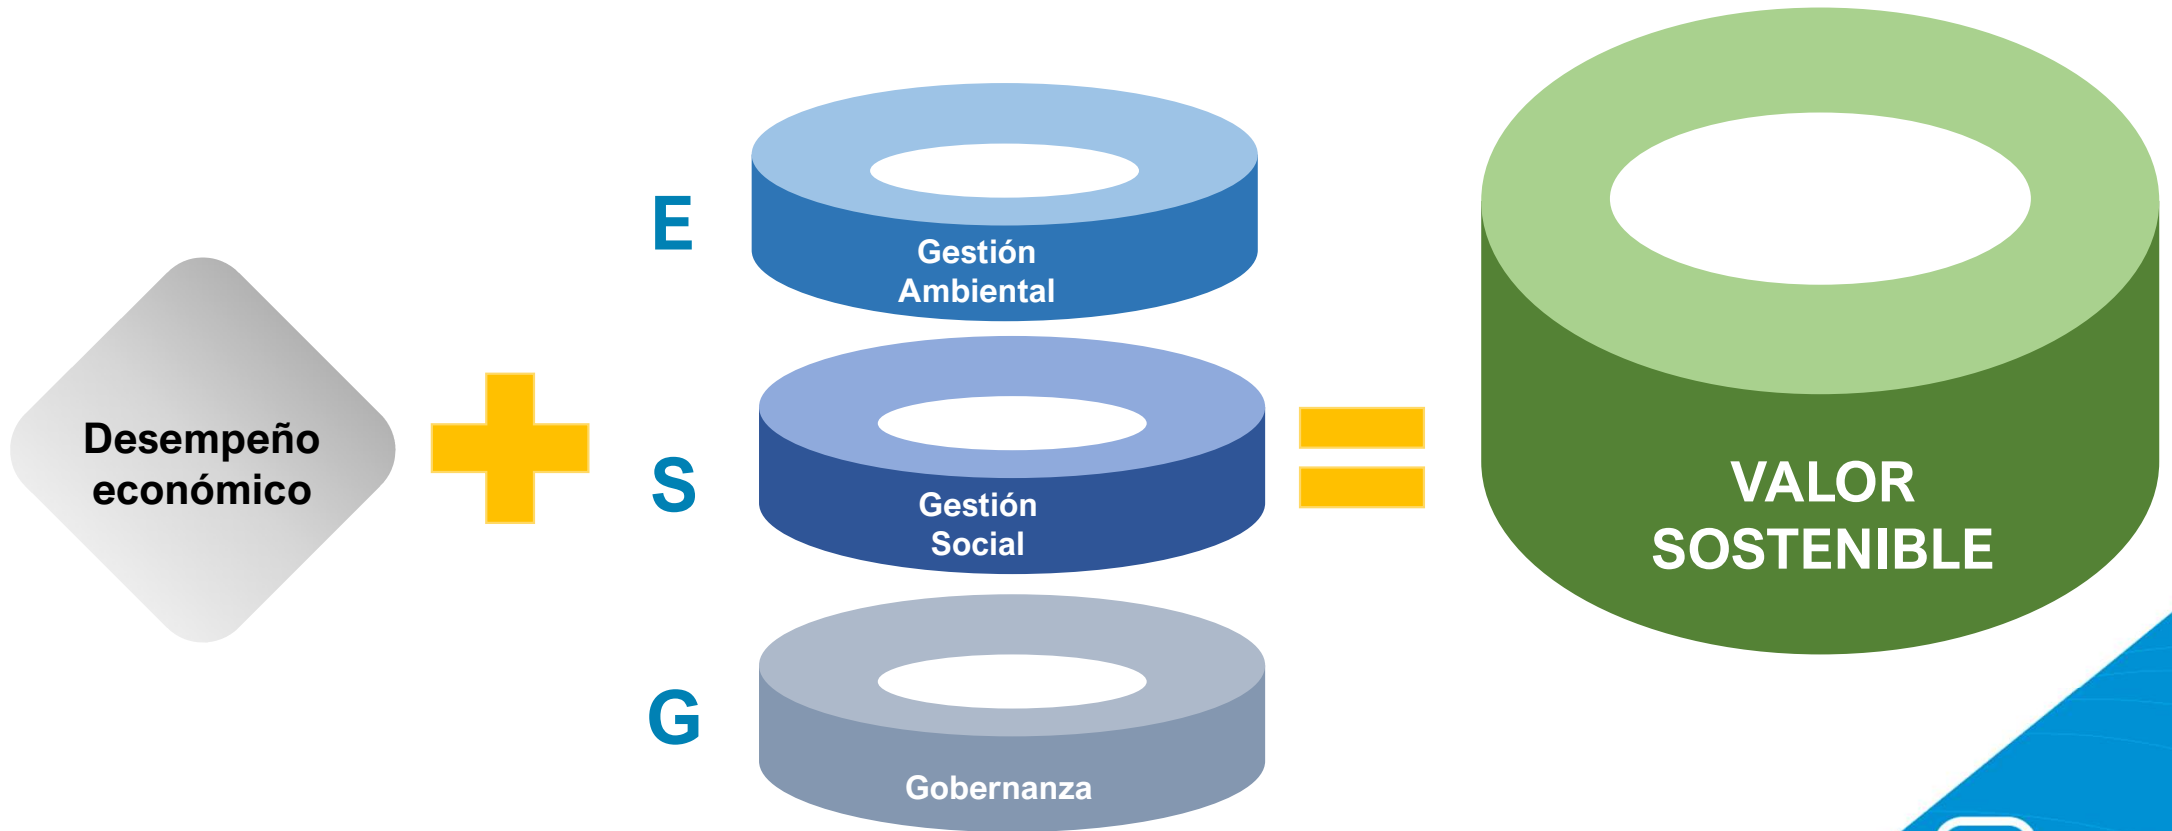 Desempeño
económico
E
Gestión
Ambiental
S
Gestión
Social
G
Gobernanza
VALOR
SOSTENIBLE